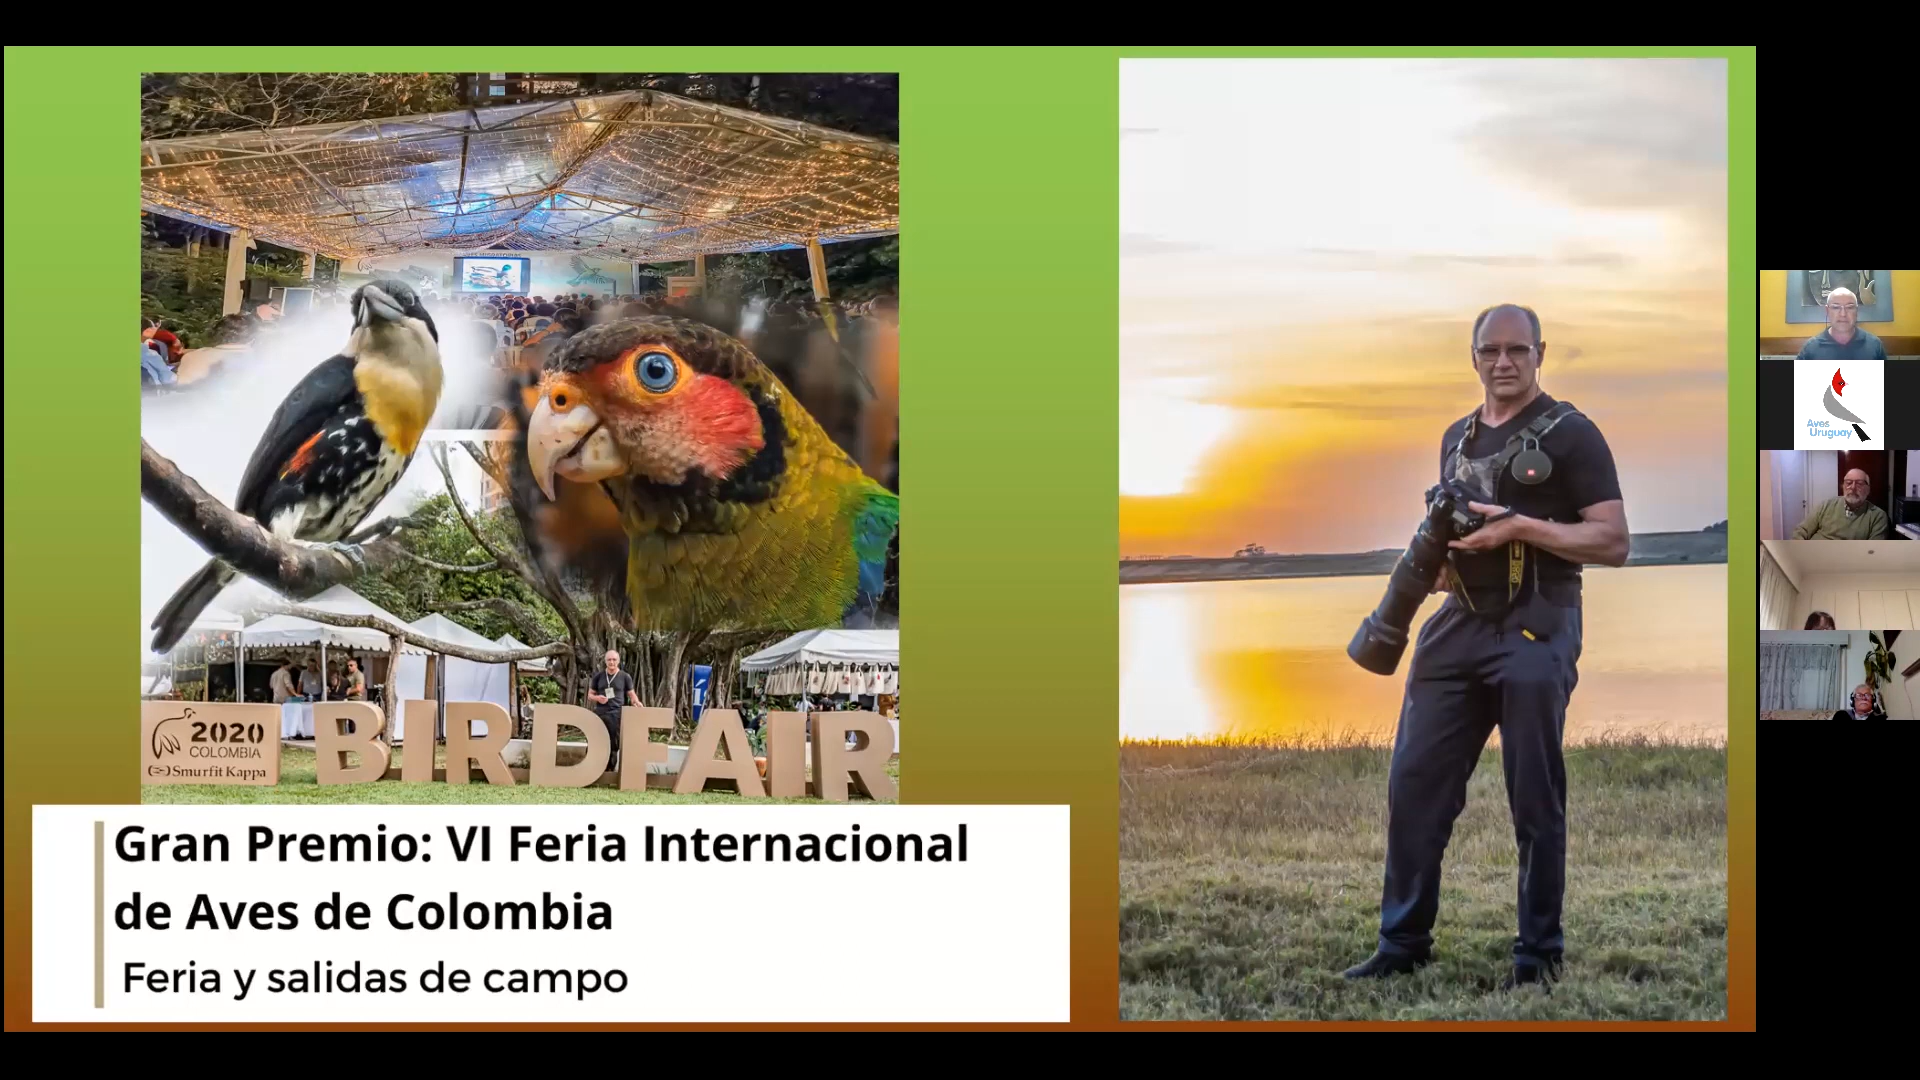 2020
COLOMBIA
Smurfit Kappa
BIRDFAIR
Gran Premio: VI Feria Internacional
de Aves de Colombia
Feria y salidas de campo
Aves
Uruguay